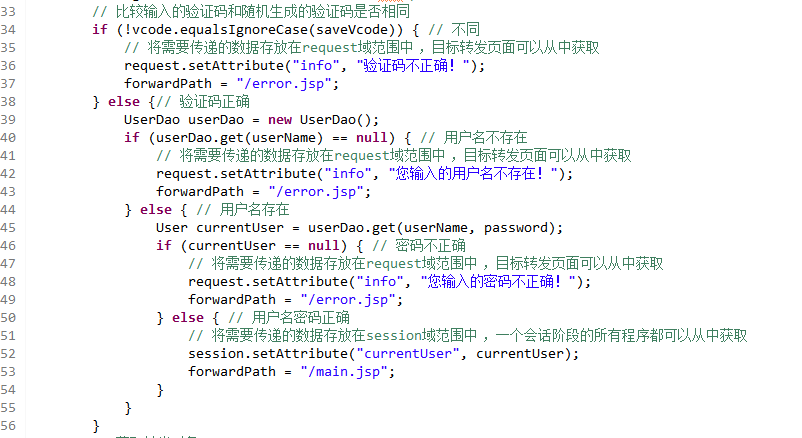 33 // 比较输入的验证码和随机生成的验证码是否相同
34 if (!vcode.equalsIgnoreCase(saveVcode)) { // 不同
35 // 将需要传递的数据存放在request域范围中，目标转发页面可以从中获取
36 request.setAttribute("info", "验证码不正确！");
37 forwardPath = "/error.jsp";
38 } else {// 验证码正确
39 UserDao userDao = new UserDao();
40 if (userDao.get(userName) == null) { // 用户名不存在
41 // 将需要传递的数据存放在request域范围中，目标转发页面可以从中获取
42 request.setAttribute("info", "您输入的用户名不存在！");
43 forwardPath = "/error.jsp";
44 } else { // 用户名存在
45 User currentUser = userDao.get(userName, password);
46 if (currentUser == null) { // 密码不正确
47 // 将需要传递的数据存放在request域范围中，目标转发页面可以从中获取
48 request.setAttribute("info", "您输入的密码不正确！");
49 forwardPath = "/error.jsp";
50 } else { // 用户名密码正确
51 // 将需要传递的数据存放在session域范围中，一个会话阶段的所有程序都可以从中获取
52 session.setAttribute("currentUser", currentUser);
53 forwardPath = "/main.jsp";
54 }
55 }
56 }